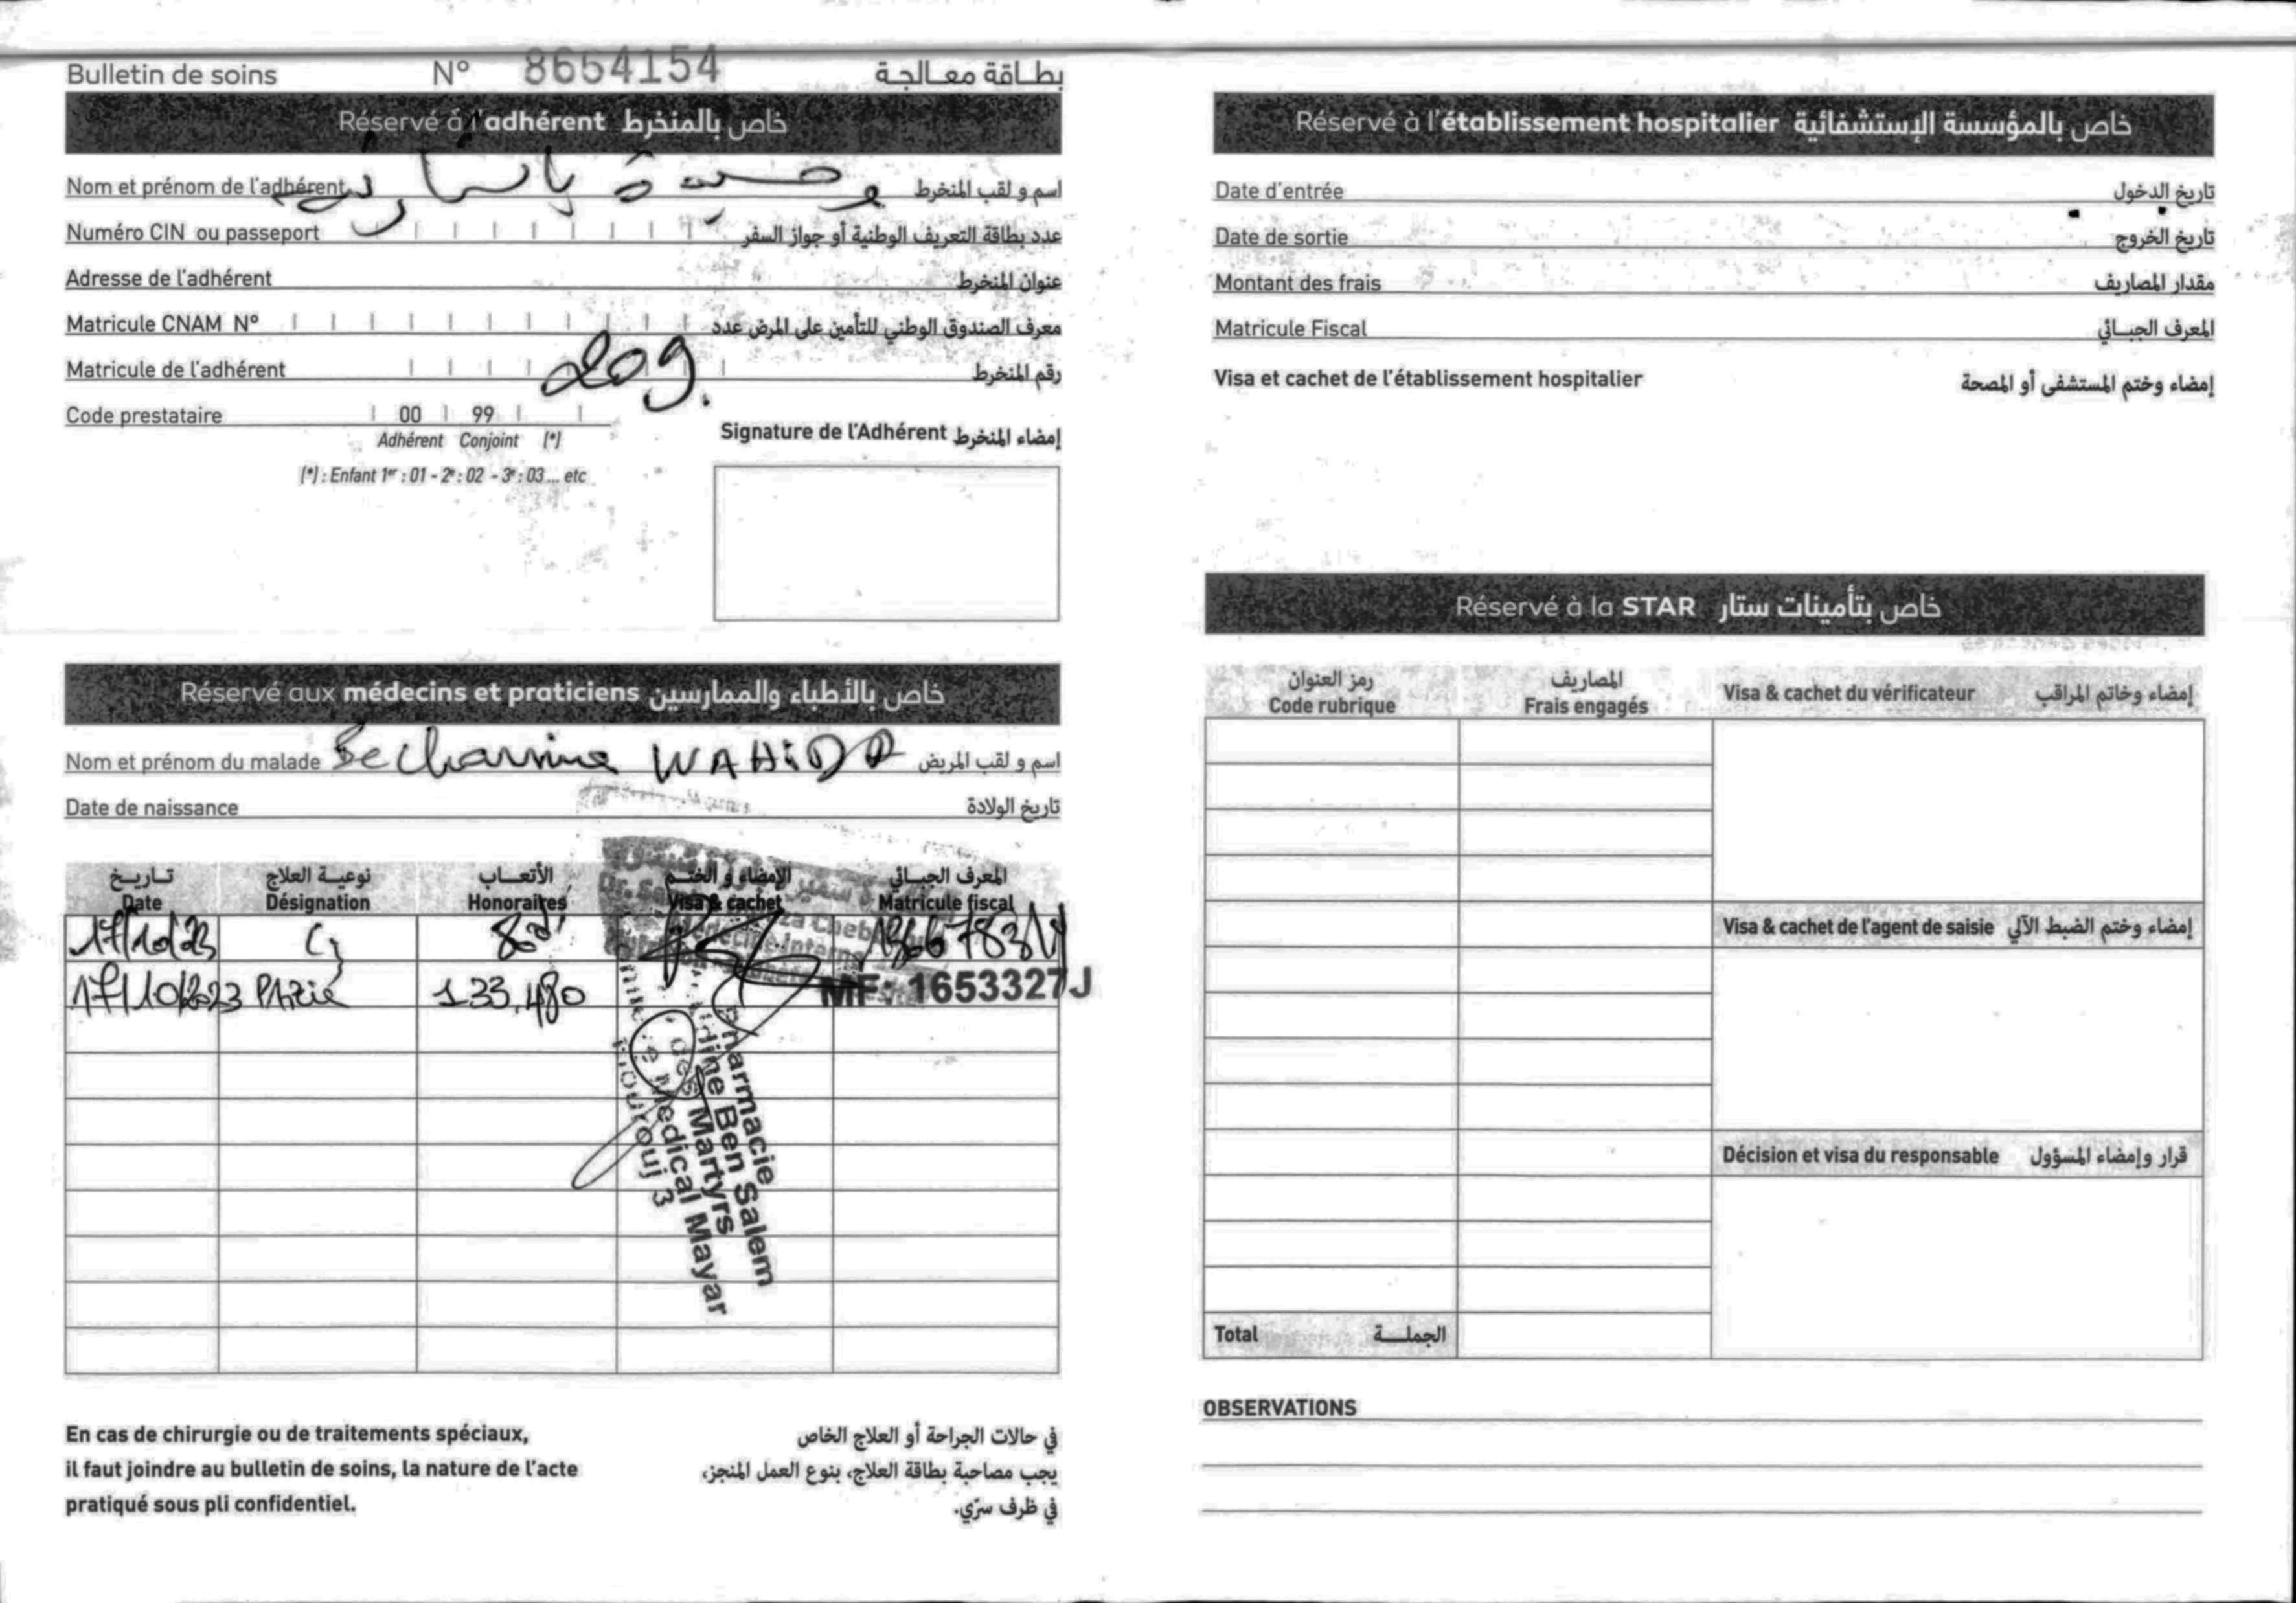 Bulletin de soins N° 8654154 بطاقة معالجة
Réservé à l'adhérent خاص بالمنخرط
Nom et prénom de l'adhérent وحيدة اسم و لقب المنخرط
Numéro CIN ou passeport عدد بطاقة التعريف الوطنية أو جواز السفر
Adresse de l'adhérent عنوان المنخرط
Matricule CNAM N° معرف الصندوق الوطني للتأمين على المرض عدد
Matricule de l'adhérent 209 رقم المنخرط
Code prestataire 00 99
Adhérent Conjoint (*)
(*) : Enfant 1er : 01 - 2e : 02 - 3e : 03 ... etc
Signature de l'Adhérent إمضاء المنخرط
Réservé aux médecins et praticiens خاص بالأطباء والممارسين
Nom et prénom du malade Bechamine WAHIDA اسم و لقب المريض
Date de naissance تاريخ الولادة
تاريخ نوعية العلاج الأتعاب الإمضاء و الختم المعرف الجبائي
Date Désignation Honoraires Visa & cachet Matricule fiscal
17/10/23 80d
17/10/2023 133,480 MF: 1653327J
Pharmacie
dine Ben Salem
des Martyrs
Medical Mayar
Mourouj 3
En cas de chirurgie ou de traitements spéciaux,
il faut joindre au bulletin de soins, la nature de l'acte
pratiqué sous pli confidentiel.
في حالات الجراحة أو العلاج الخاص
يجب مصاحبة بطاقة العلاج، بنوع العمل المنجز،
في ظرف سرّي.
Réservé à l'établissement hospitalier خاص بالمؤسسة الإستشفائية
Date d'entrée تاريخ الدخول
Date de sortie تاريخ الخروج
Montant des frais مقدار المصاريف
Matricule Fiscal المعرف الجبائي
Visa et cachet de l'établissement hospitalier إمضاء وختم المستشفى أو المصحة
Réservé à la STAR خاص بتأمينات ستار
رمز العنوان المصاريف
Code rubrique Frais engagés Visa & cachet du vérificateur إمضاء وخاتم المراقب
Visa & cachet de l'agent de saisie إمضاء وختم الضبط الآلي
Décision et visa du responsable قرار وإمضاء المسؤول
Total الجملة
OBSERVATIONS